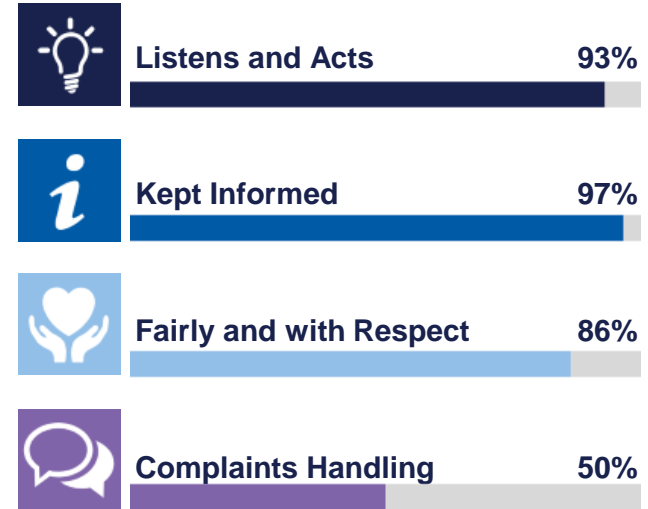 Listens and Acts 93%
Kept Informed 97%
Fairly and with Respect 86%
Complaints Handling 50%